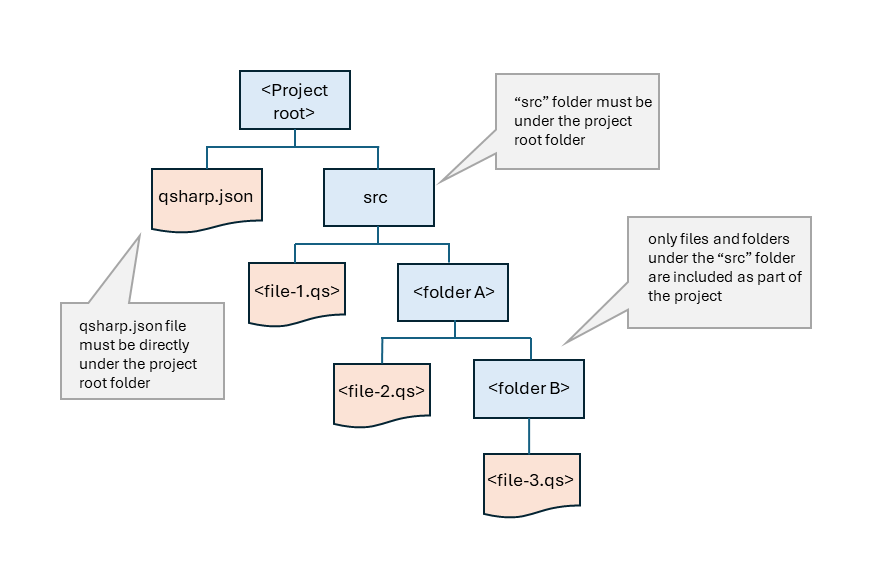 <Project
root>
“src” folder must be
under the project
root folder
qsharp.json
src
only files and folders
under the “src” folder
are included as part of
the project
<file-1.qs>
<folder A>
qsharp.json file
must be directly
under the project
root folder
<file-2.qs>
<folder B>
<file-3.qs>